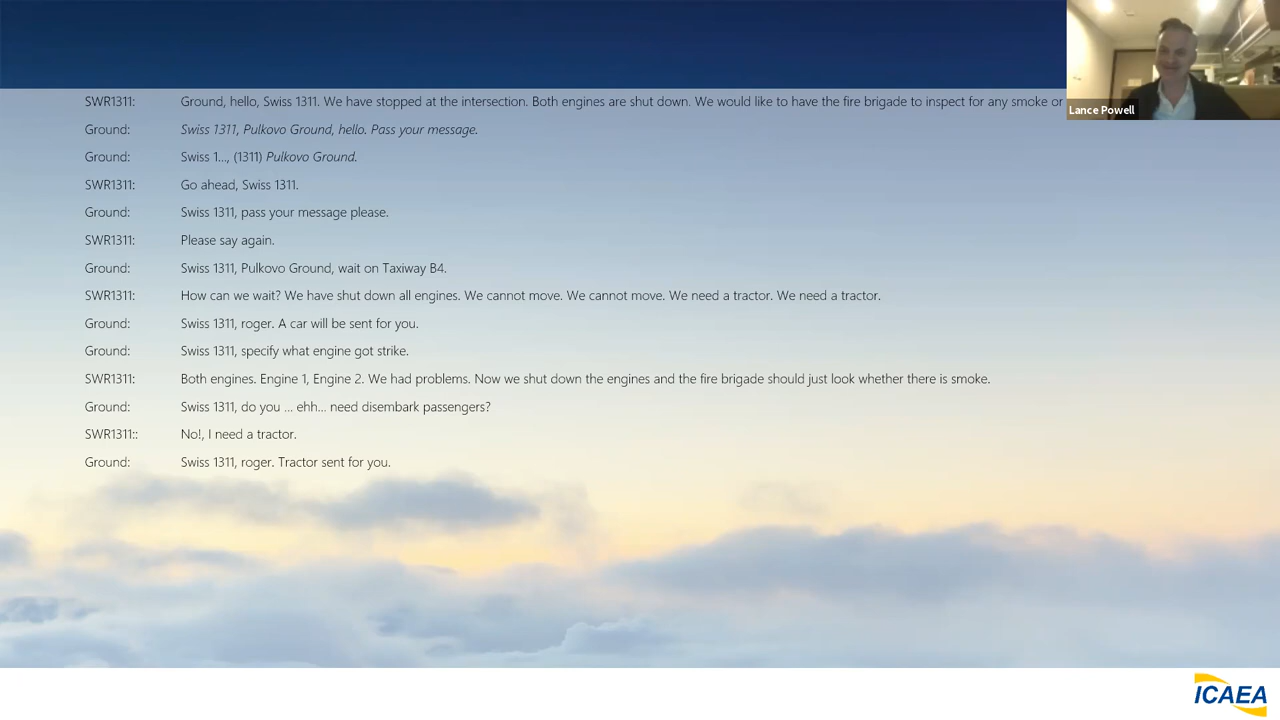 SWR1311: Ground, hello, Swiss 1311. We have stopped at the intersection. Both engines are shut down. We would like to have the fire brigade to inspect for any smoke or
Lance Powell
Ground: Swiss 1311, Pulkovo Ground, hello. Pass your message.
Ground: Swiss 1..., (1311) Pulkovo Ground.
SWR1311: Go ahead, Swiss 1311.
Ground: Swiss 1311, pass your message please.
SWR1311: Please say again.
Ground: Swiss 1311, Pulkovo Ground, wait on Taxiway B4.
SWR1311: How can we wait? We have shut down all engines. We cannot move. We cannot move. We need a tractor. We need a tractor.
Ground: Swiss 1311, roger. A car will be sent for you.
Ground: Swiss 1311, specify what engine got strike.
SWR1311: Both engines. Engine 1, Engine 2. We had problems. Now we shut down the engines and the fire brigade should just look whether there is smoke.
Ground: Swiss 1311, do you ... ehh... need disembark passengers?
SWR1311:: No!, I need a tractor.
Ground: Swiss 1311, roger. Tractor sent for you.
ICAEA